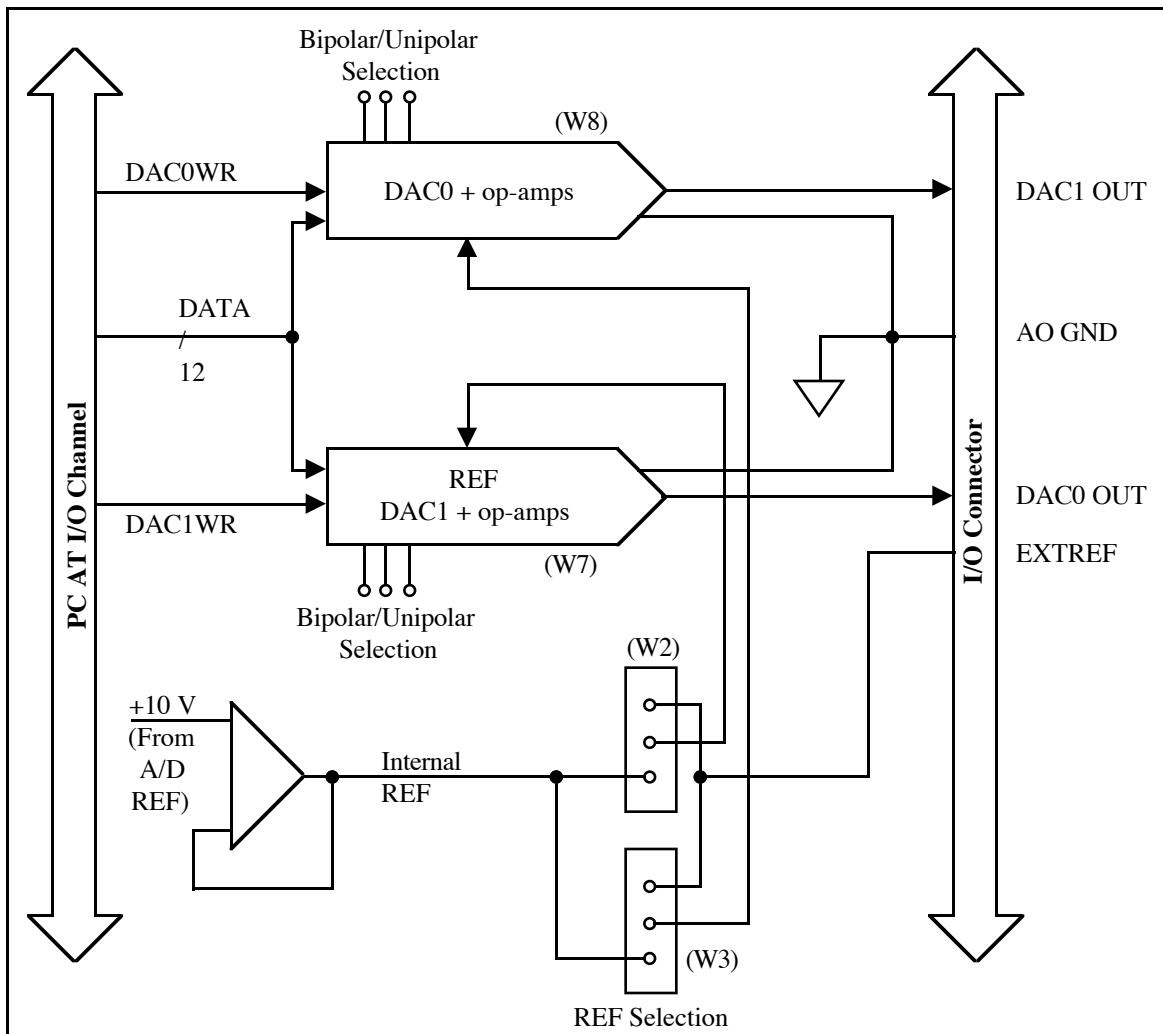 Bipolar/Unipolar
Selection
(W8)
DAC0WR
DAC0 + op-amps
DAC1 OUT
DATA
/
12
AO GND
PC AT I/O Channel
I/O Connector
REF
DAC1 + op-amps
DAC0 OUT
DAC1WR
(W7)
EXTREF
Bipolar/Unipolar
Selection
(W2)
+10 V
(From
A/D
REF)
Internal
REF
(W3)
REF Selection